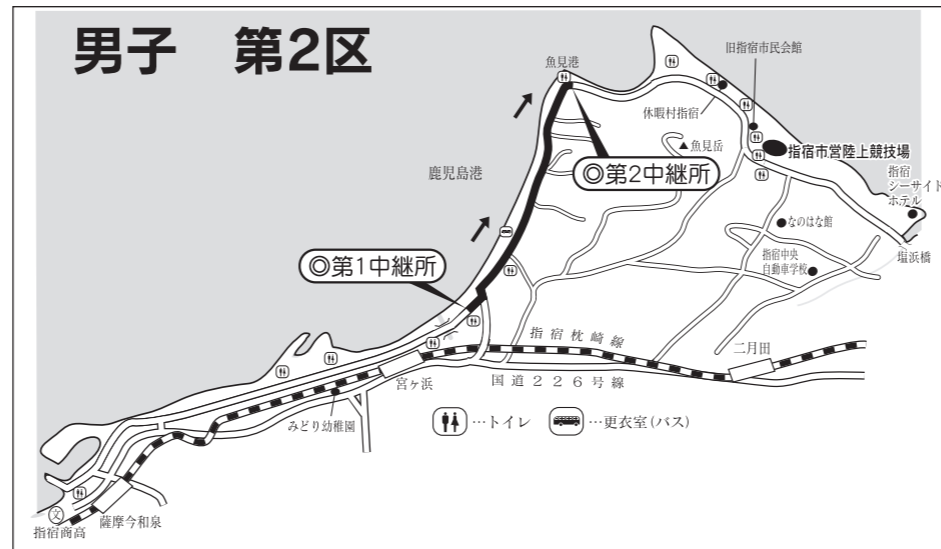 男子 第2区
魚見港
旧指宿市民会館
休暇村指宿
魚見岳
指宿市営陸上競技場
鹿児島港
◎第2中継所
指宿
シーサイド
ホテル
なのはな館
塩浜橋
指宿中央
自動車学校
◎第1中継所
指宿枕崎線
二月田
宮ヶ浜
国道226号線
みどり幼稚園
…トイレ
…更衣室(バス)
文
薩摩今和泉
指宿商高